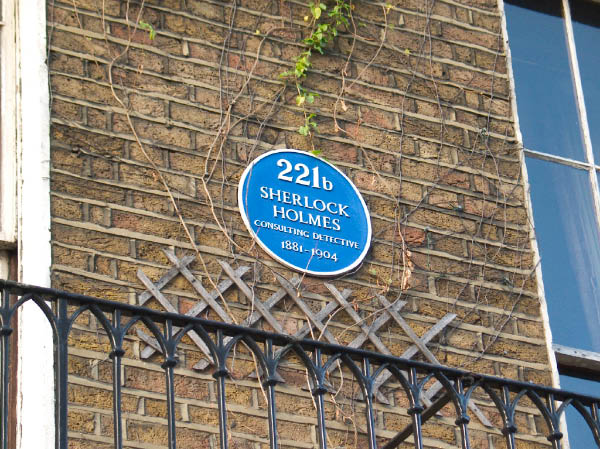 221b
SHERLOCK
HOLMES
CONSULTING DETECTIVE
1881-1904